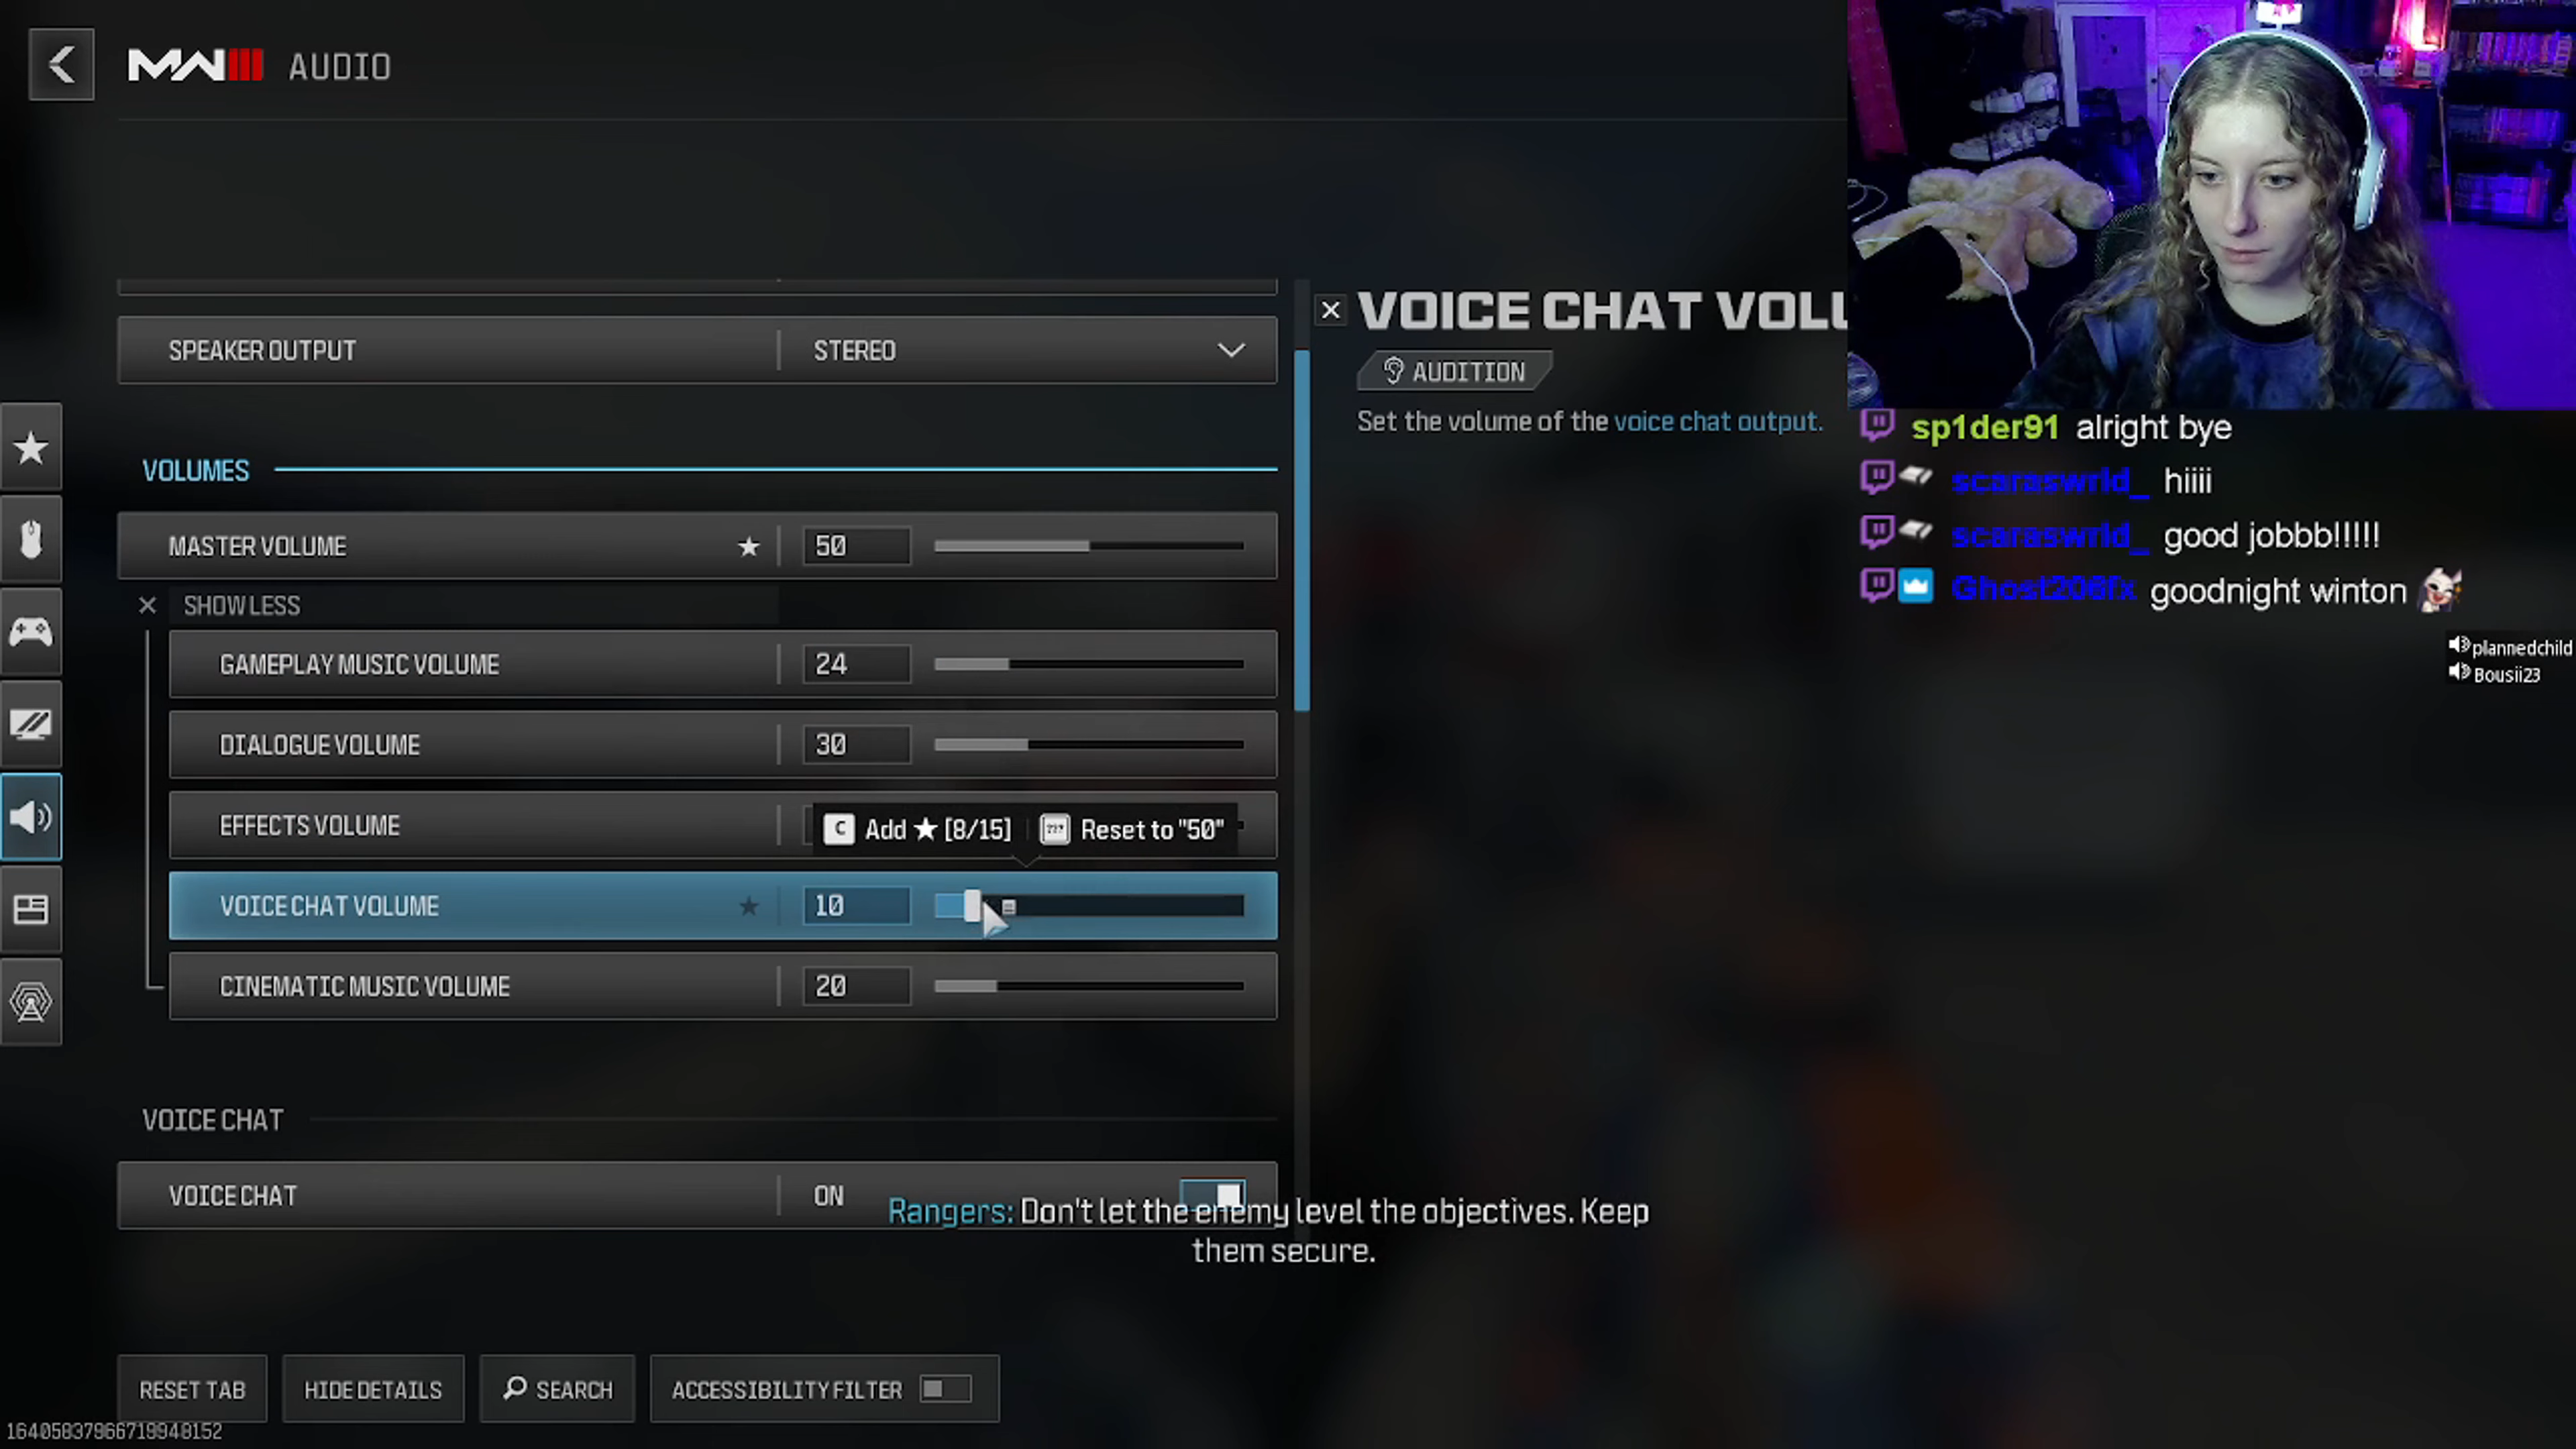 MWIII AUDIO
SPEAKER OUTPUT STEREO
VOLUMES
MASTER VOLUME 50
SHOW LESS
GAMEPLAY MUSIC VOLUME 24
DIALOGUE VOLUME 30
EFFECTS VOLUME
C Add ★ [8/15] Reset to "50"
VOICE CHAT VOLUME 10
CINEMATIC MUSIC VOLUME 20
VOICE CHAT
VOICE CHAT ON
Rangers: Don't let the enemy level the objectives. Keep
them secure.
RESET TAB HIDE DETAILS SEARCH ACCESSIBILITY FILTER
16405837966719948152
VOICE CHAT VOLU
AUDITION
Set the volume of the voice chat output.
sp1der91 alright bye
scaraswrld_ hiiii
scaraswrld_ good jobbb!!!!!
Ghost206fx goodnight winton
plannedchild
Bousii23